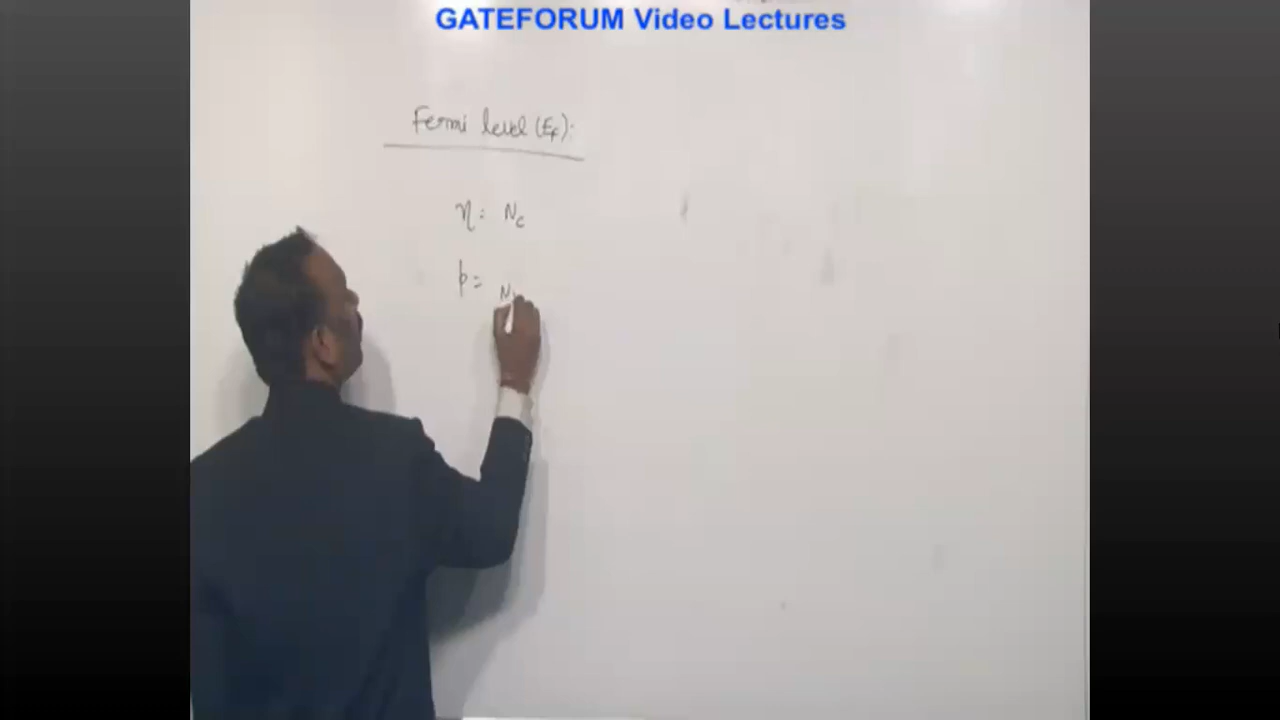 GATEFORUM Video Lectures
Fermi level (EF):
η = NC
p = N